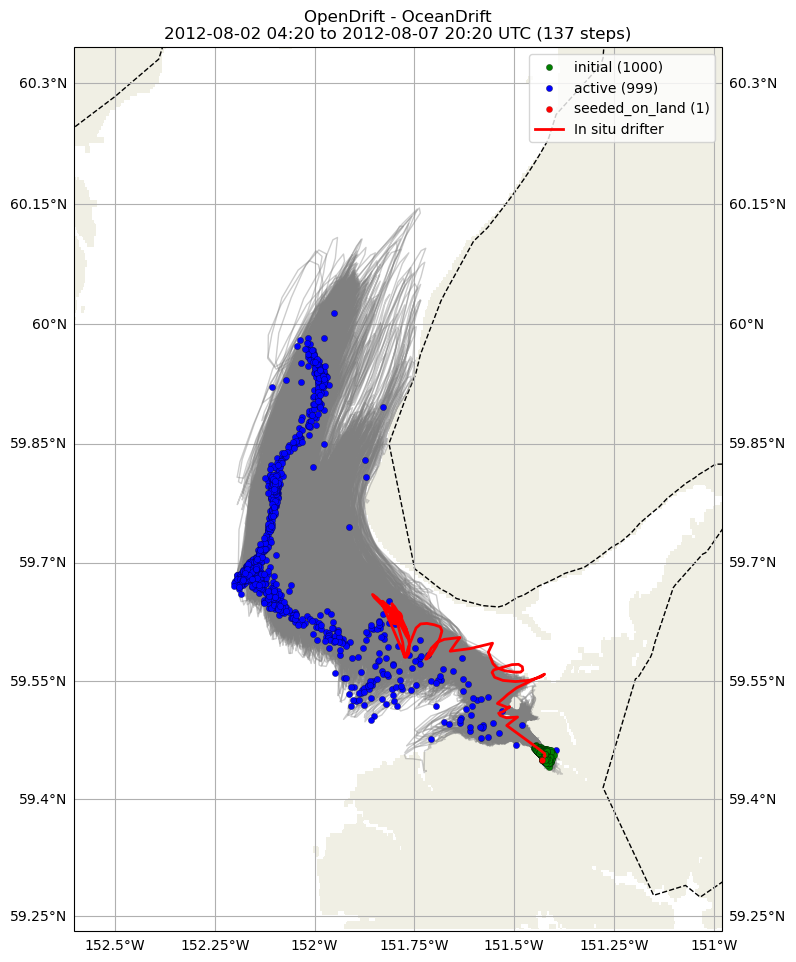 OpenDrift - OceanDrift
2012-08-02 04:20 to 2012-08-07 20:20 UTC (137 steps)
initial (1000)
active (999)
seeded_on_land (1)
In situ drifter
60.3°N 60.3°N
60.15°N 60.15°N
60°N 60°N
59.85°N 59.85°N
59.7°N 59.7°N
59.55°N 59.55°N
59.4°N 59.4°N
59.25°N 59.25°N
152.5°W 152.25°W 152°W 151.75°W 151.5°W 151.25°W 151°W